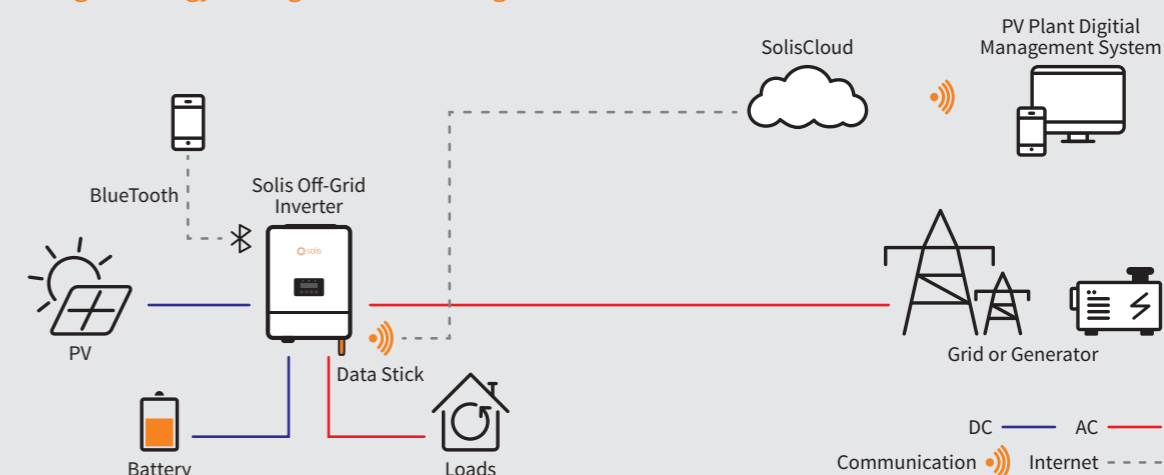 SolisCloud
PV Plant Digitial
Management System
BlueTooth
Solis Off-Grid
Inverter
solis
PV
Data Stick
Grid or Generator
Battery
Loads
DC
AC
Communication
Internet